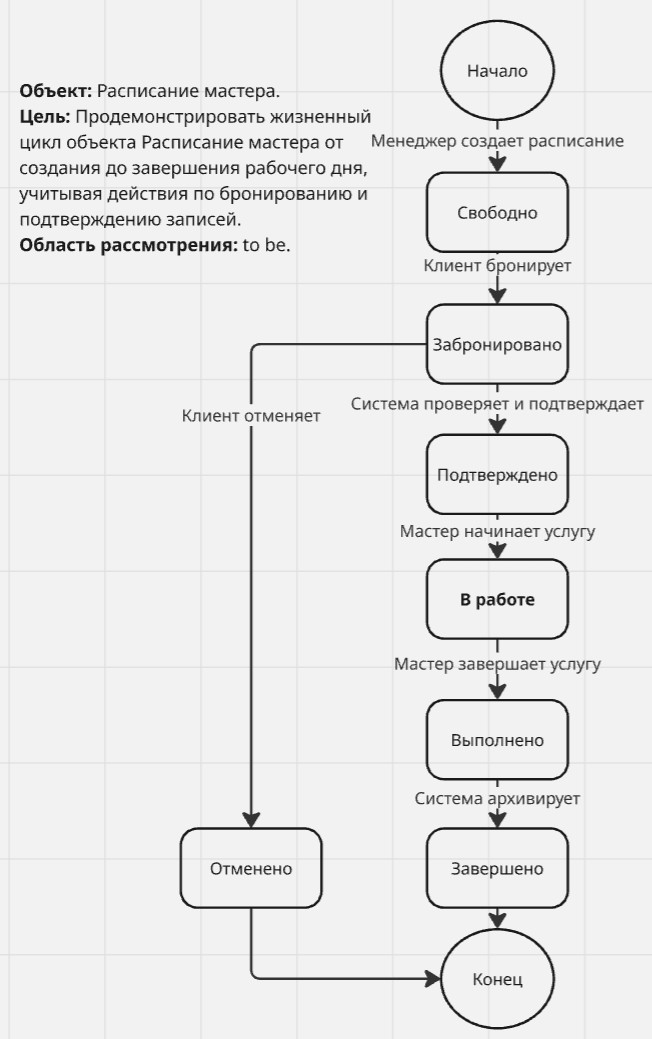 Начало
Объект: Расписание мастера.
Цель: Продемонстрировать жизненный
цикл объекта Расписание мастера от
создания до завершения рабочего дня,
учитывая действия по бронированию и
подтверждению записей.
Область рассмотрения: to be.
Менеджер создает расписание
Свободно
Клиент бронирует
Забронировано
Клиент отменяет
Система проверяет и подтверждает
Подтверждено
Мастер начинает услугу
В работе
Мастер завершает услугу
Выполнено
Система архивирует
Отменено
Завершено
Конец